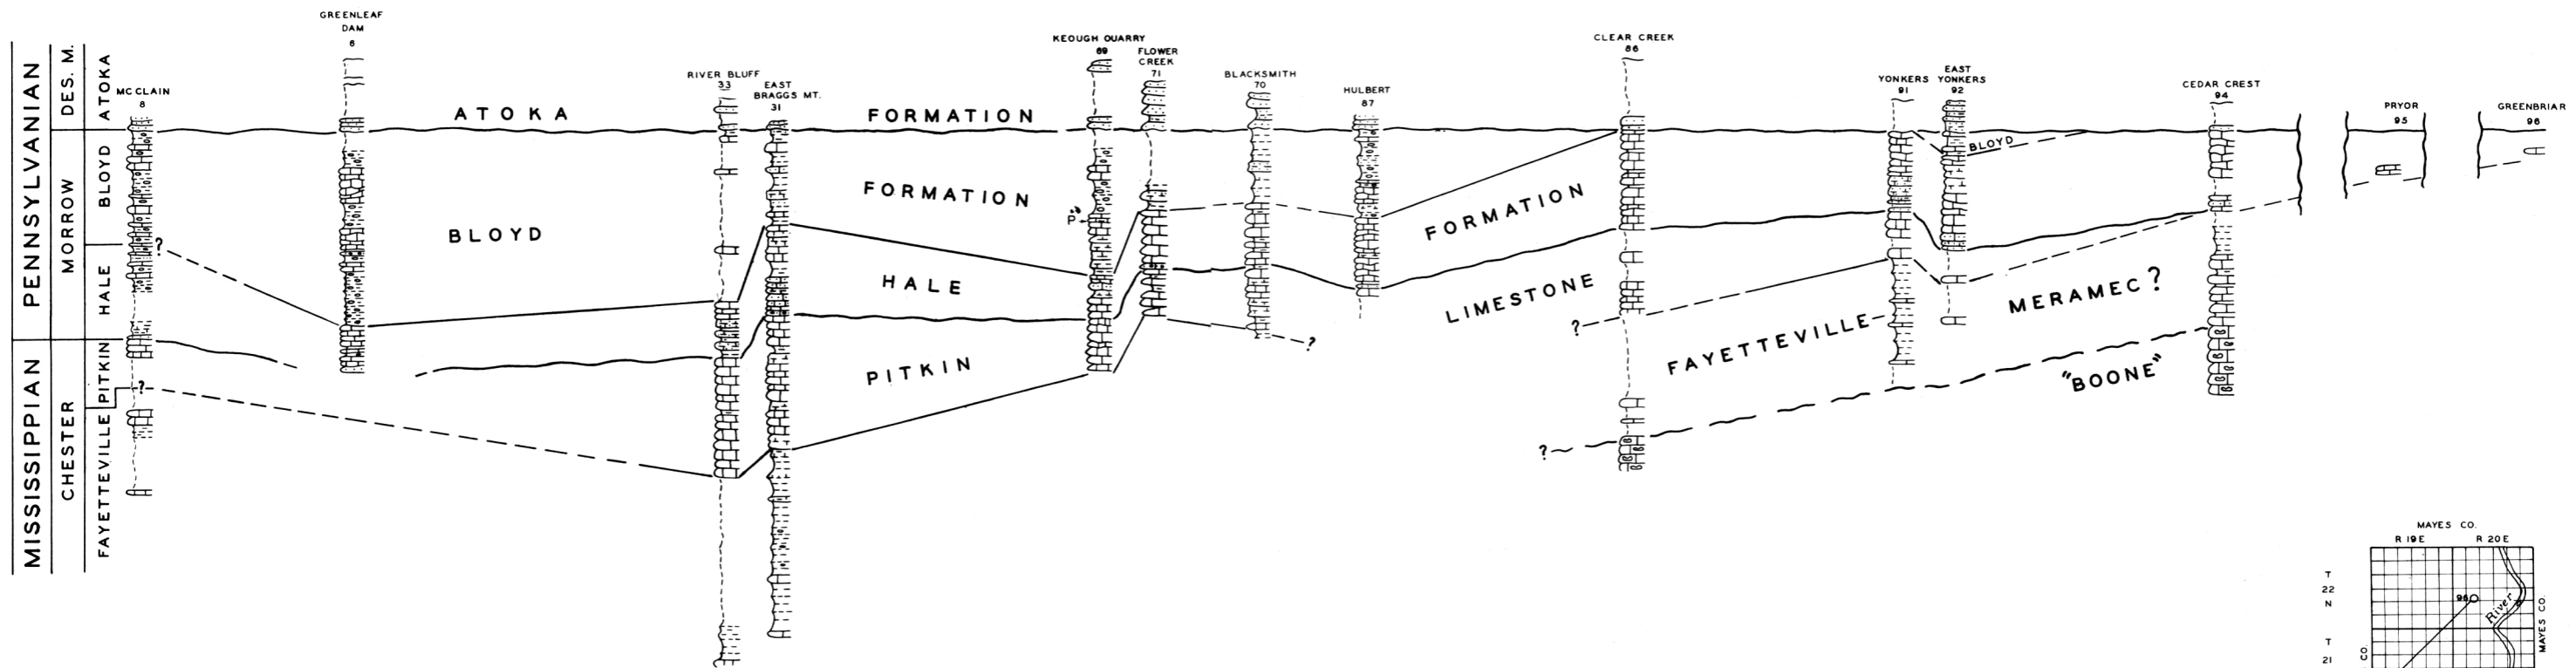 PENNSYLVANIAN
MISSISSIPPIAN
DES. M.
MORROW
CHESTER
ATOKA
BLOYD
HALE
PITKIN
FAYETTEVILLE
MC CLAIN
8
?
?
GREENLEAF
DAM
6
RIVER BLUFF
33
EAST
BRAGGS MT.
31
KEOUGH QUARRY
69
FLOWER
CREEK
71
BLACKSMITH
70
HULBERT
87
CLEAR CREEK
86
YONKERS
91
EAST
YONKERS
92
CEDAR CREST
94
PRYOR
95
GREENBRIAR
96
ATOKA FORMATION
BLOYD FORMATION
HALE FORMATION
PITKIN LIMESTONE
BLOYD
?
?
?
FAYETTEVILLE
MERAMEC?
"BOONE"
MAYES CO.
R 19 E R 20 E
T
22
N
T
21
96
River
CO
MAYES CO.